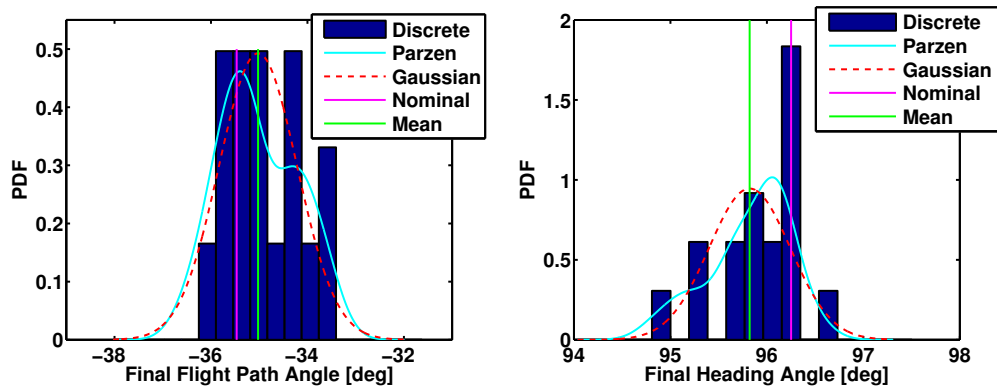 Discrete
Parzen
Gaussian
Nominal
Mean
0.5
0.4
0.3
0.2
0.1
0
PDF
−38 −36 −34 −32
Final Flight Path Angle [deg]
Discrete
Parzen
Gaussian
Nominal
Mean
2
1.5
1
0.5
0
PDF
94 95 96 97 98
Final Heading Angle [deg]